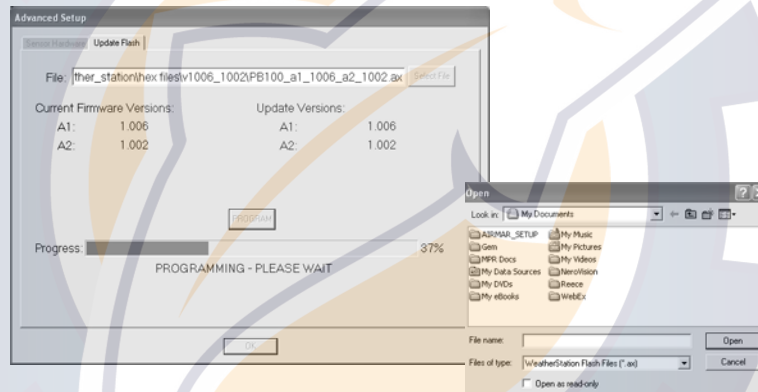 Advanced Setup
Sensor Hardware Update Flash
File: ther_station\hex files\v1006_1002\PB100_a1_1006_a2_1002.ax Select File
Current Firmware Versions: Update Versions:
A1: 1.006 A1: 1.006
A2: 1.002 A2: 1.002
PROGRAM
Progress: 37%
PROGRAMMING - PLEASE WAIT
OK
Open
Look in: My Documents
AIRMAR_SETUP My Music
Gem My Pictures
MPR Docs My Videos
My Data Sources NeroVision
My DVDs Reece
My eBooks WebEx
File name: Open
Files of type: WeatherStation Flash Files (*.ax) Cancel
Open as read-only